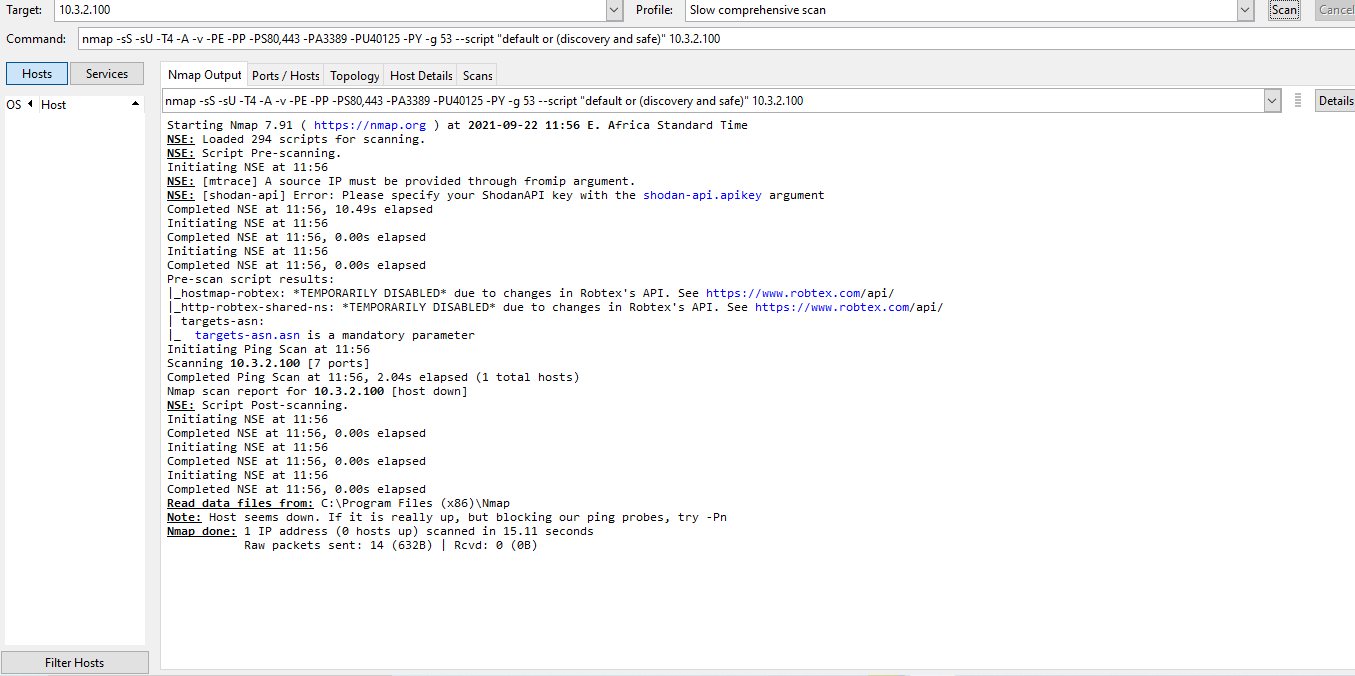 Target: 10.3.2.100 Profile: Slow comprehensive scan Scan Cancel
Command: nmap -sS -sU -T4 -A -v -PE -PP -PS80,443 -PA3389 -PU40125 -PY -g 53 --script "default or (discovery and safe)" 10.3.2.100
Hosts Services
OS Host
Nmap Output Ports / Hosts Topology Host Details Scans
nmap -sS -sU -T4 -A -v -PE -PP -PS80,443 -PA3389 -PU40125 -PY -g 53 --script "default or (discovery and safe)" 10.3.2.100 Details
Starting Nmap 7.91 ( https://nmap.org ) at 2021-09-22 11:56 E. Africa Standard Time
NSE: Loaded 294 scripts for scanning.
NSE: Script Pre-scanning.
Initiating NSE at 11:56
NSE: [mtrace] A source IP must be provided through fromip argument.
NSE: [shodan-api] Error: Please specify your ShodanAPI key with the shodan-api.apikey argument
Completed NSE at 11:56, 10.49s elapsed
Initiating NSE at 11:56
Completed NSE at 11:56, 0.00s elapsed
Initiating NSE at 11:56
Completed NSE at 11:56, 0.00s elapsed
Pre-scan script results:
|_hostmap-robtex: *TEMPORARILY DISABLED* due to changes in Robtex's API. See https://www.robtex.com/api/
|_http-robtex-shared-ns: *TEMPORARILY DISABLED* due to changes in Robtex's API. See https://www.robtex.com/api/
| targets-asn:
|_  targets-asn.asn is a mandatory parameter
Initiating Ping Scan at 11:56
Scanning 10.3.2.100 [7 ports]
Completed Ping Scan at 11:56, 2.04s elapsed (1 total hosts)
Nmap scan report for 10.3.2.100 [host down]
NSE: Script Post-scanning.
Initiating NSE at 11:56
Completed NSE at 11:56, 0.00s elapsed
Initiating NSE at 11:56
Completed NSE at 11:56, 0.00s elapsed
Initiating NSE at 11:56
Completed NSE at 11:56, 0.00s elapsed
Read data files from: C:\Program Files (x86)\Nmap
Note: Host seems down. If it is really up, but blocking our ping probes, try -Pn
Nmap done: 1 IP address (0 hosts up) scanned in 15.11 seconds
Raw packets sent: 14 (632B) | Rcvd: 0 (0B)
Filter Hosts